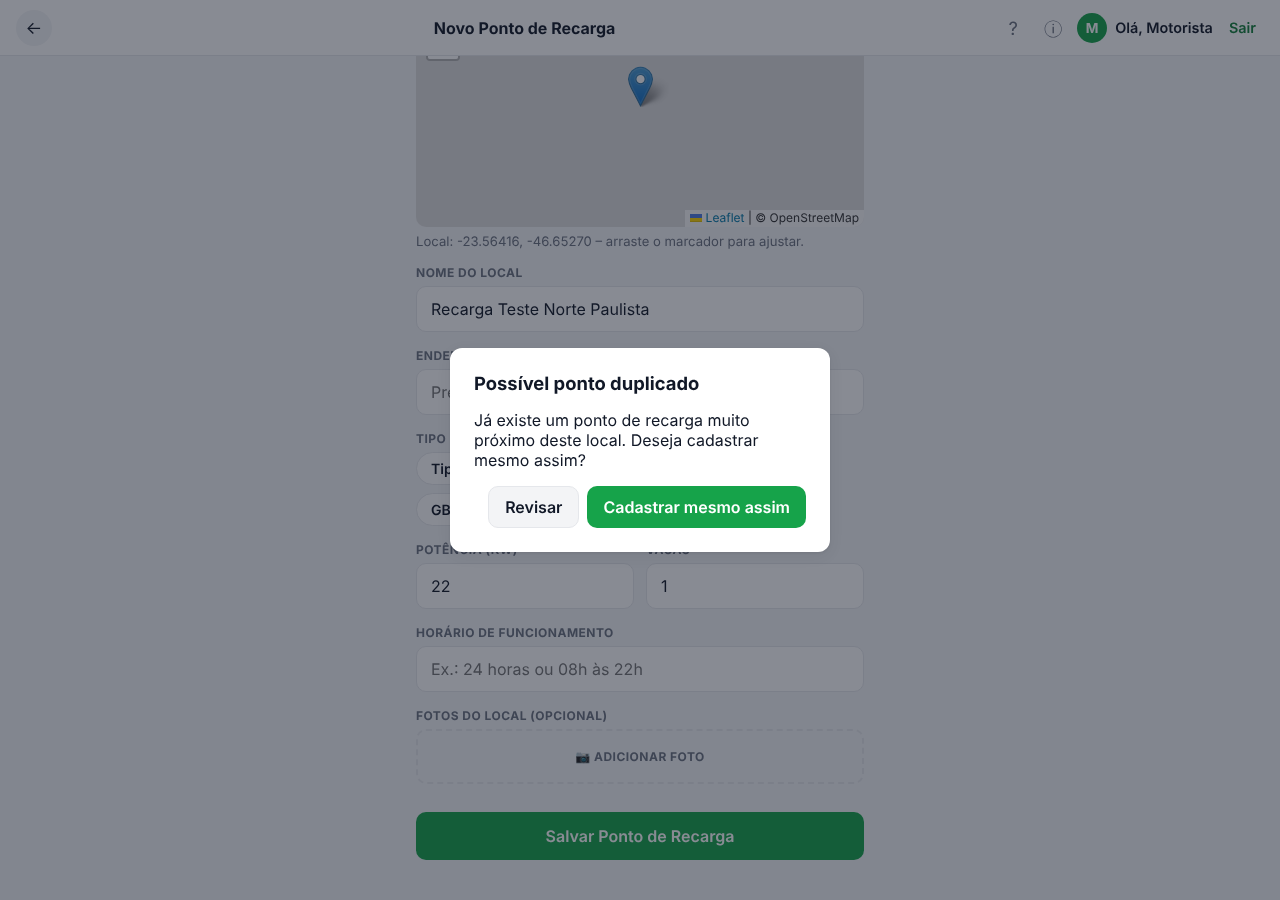 ←
Novo Ponto de Recarga
?
i
M
Olá, Motorista
Sair
Leaflet | © OpenStreetMap
Local: -23.56416, -46.65270 – arraste o marcador para ajustar.
NOME DO LOCAL
Recarga Teste Norte Paulista
Possível ponto duplicado
Já existe um ponto de recarga muito
próximo deste local. Deseja cadastrar
mesmo assim?
Revisar
Cadastrar mesmo assim
TIPO
GB
22
1
HORÁRIO DE FUNCIONAMENTO
Ex.: 24 horas ou 08h às 22h
FOTOS DO LOCAL (OPCIONAL)
📷 ADICIONAR FOTO
Salvar Ponto de Recarga